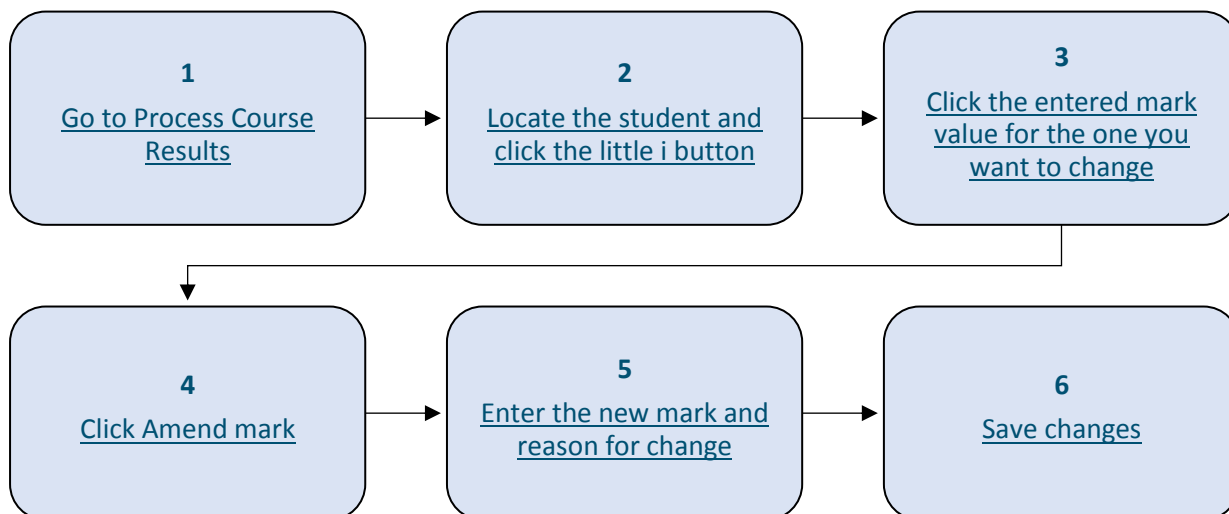 1
Go to Process Course
Results
2
Locate the student and
click the little i button
3
Click the entered mark
value for the one you
want to change
4
Click Amend mark
5
Enter the new mark and
reason for change
6
Save changes